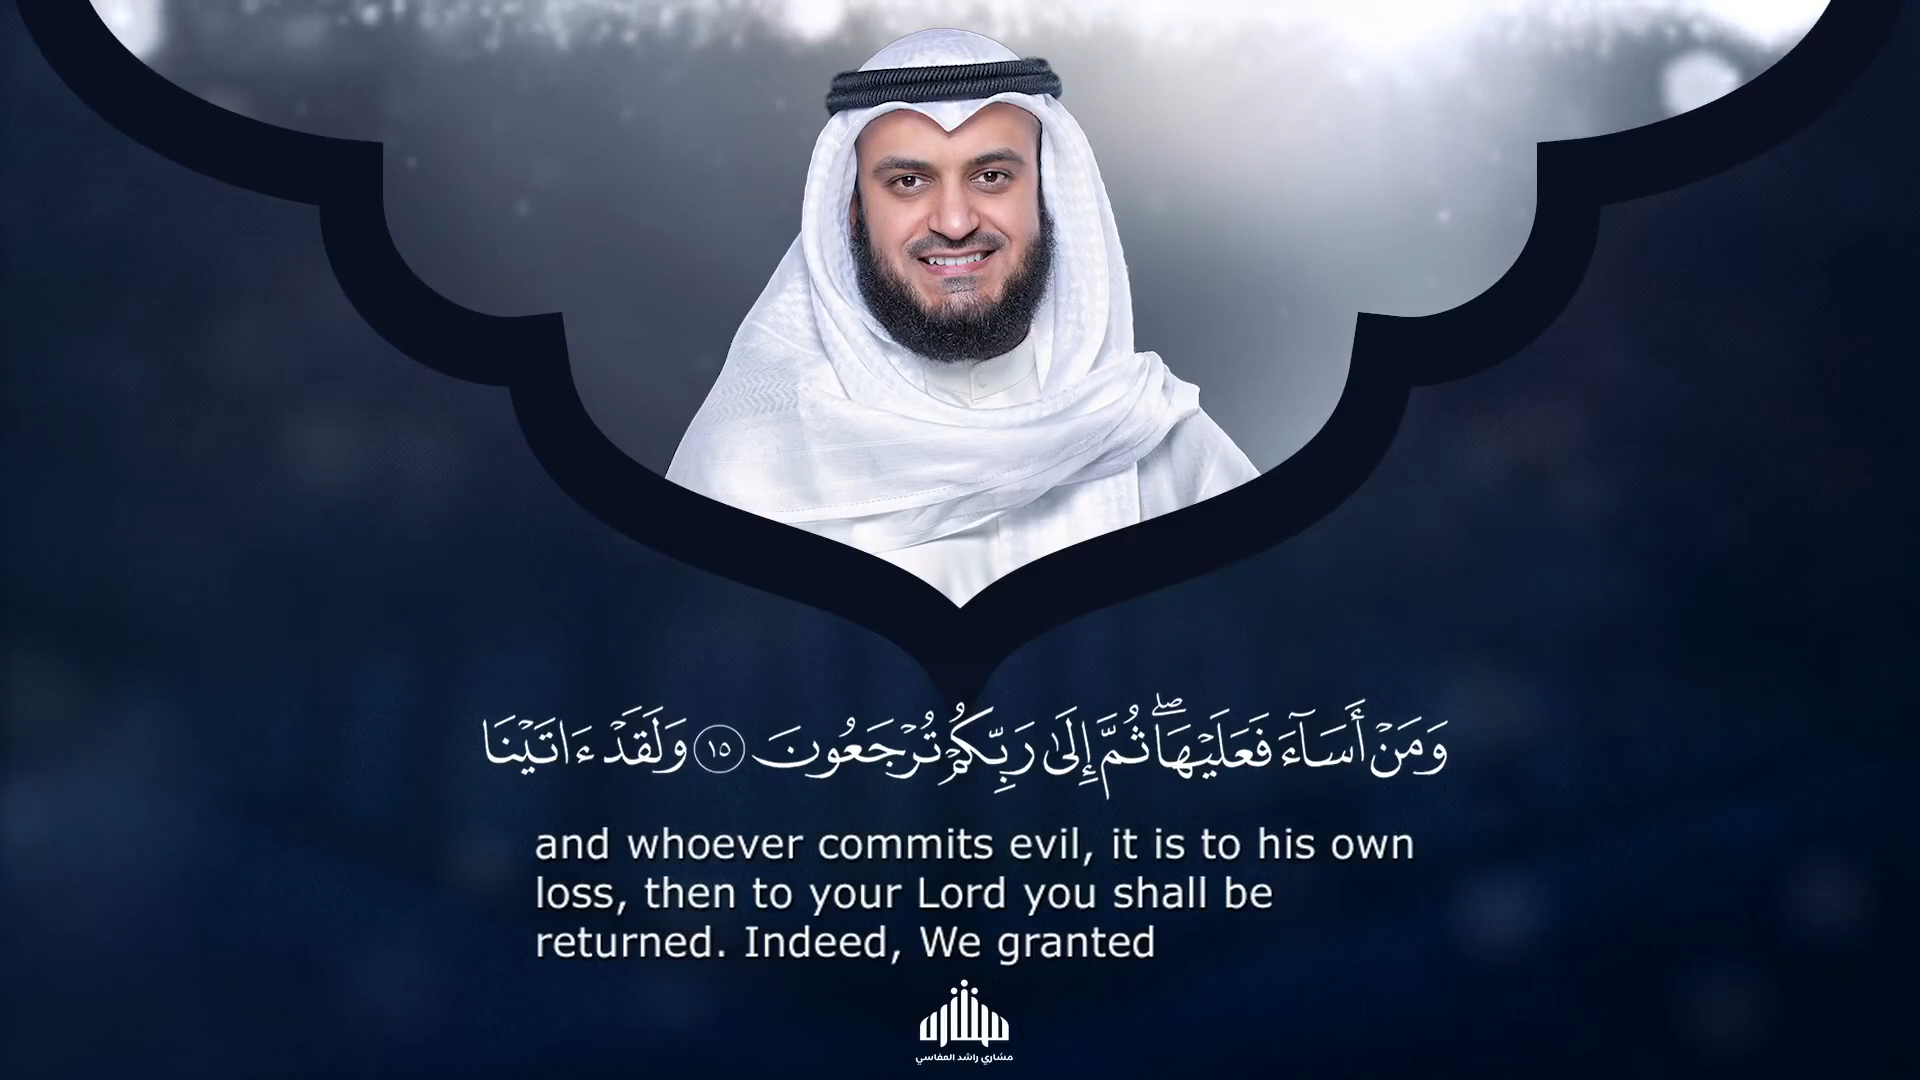 وَمَنْ أَسَآءَ فَعَلَيْهَا ۖ ثُمَّ إِلَىٰ رَبِّكُمْ تُرْجَعُونَ ١٥ وَلَقَدْ ءَاتَيْنَا
and whoever commits evil, it is to his own
loss, then to your Lord you shall be
returned. Indeed, We granted
مشاري
مشاري راشد العفاسي